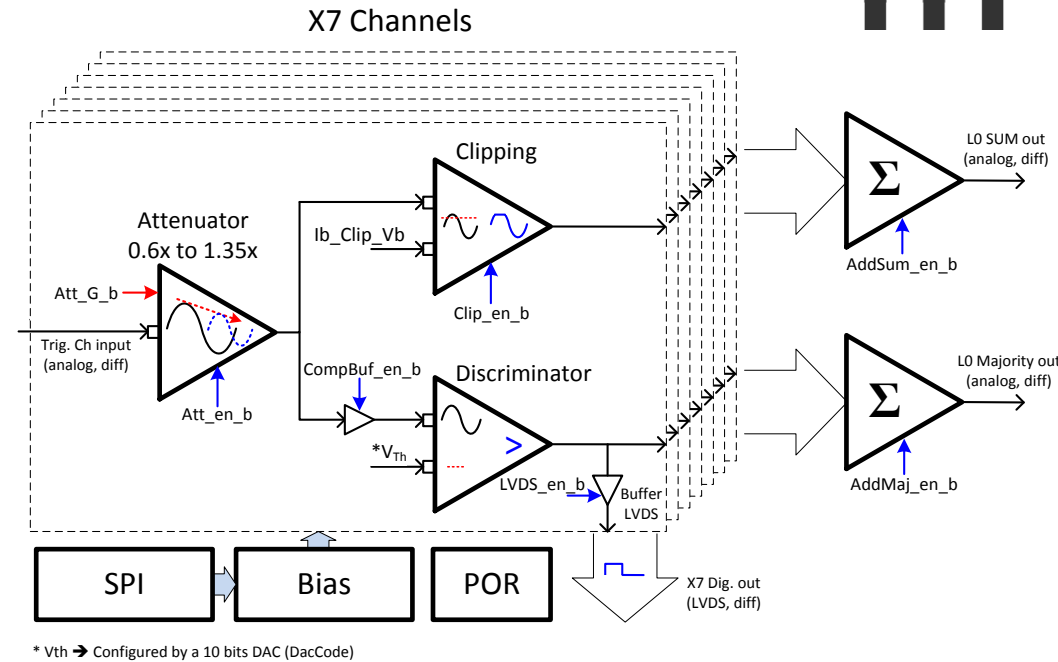 X7 Channels
Clipping
L0 SUM out
(analog, diff)
Σ
Attenuator
0.6x to 1.35x
Ib_Clip_Vb
Att_G_b
AddSum_en_b
Clip_en_b
Trig. Ch input
(analog, diff)
CompBuf_en_b
Discriminator
L0 Majority out
(analog, diff)
Att_en_b
Σ
>
*VTh
LVDS_en_b
Buffer
LVDS
AddMaj_en_b
SPI
Bias
POR
X7 Dig. out
(LVDS, diff)
* Vth ➔ Configured by a 10 bits DAC (DacCode)